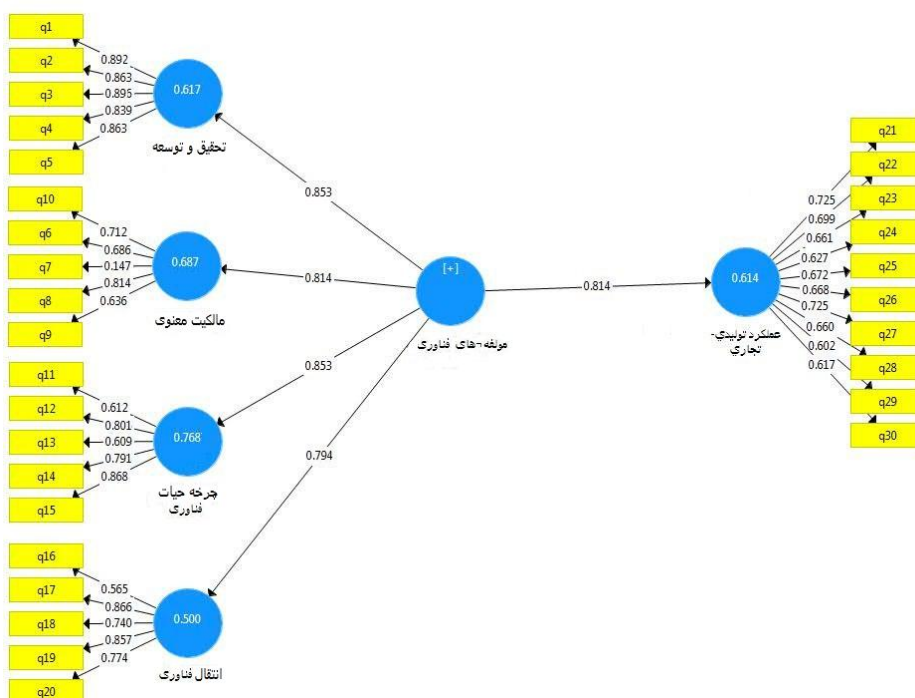 q1
q2
q3
q4
q5
0.892
0.863
0.895
0.839
0.863
0.617
تحقیق و توسعه
q10
q6
q7
q8
q9
0.712
0.686
0.147
0.814
0.636
0.687
مالکیت معنوی
q11
q12
q13
q14
q15
0.612
0.801
0.609
0.791
0.868
0.768
چرخه حیات
فناوری
q16
q17
q18
q19
q20
0.565
0.866
0.740
0.857
0.774
0.500
انتقال فناوری
0.853
0.814
0.853
0.794
[+]
مولفه¬های فناوری
0.814
0.614
عملکرد تولیدي-
تجاري
0.725
0.699
0.661
0.627
0.672
0.668
0.725
0.660
0.602
0.617
q21
q22
q23
q24
q25
q26
q27
q28
q29
q30